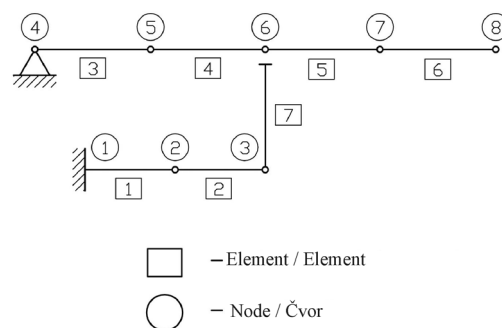 4 5 6 7 8
3 4 5 6
7
1 2 3
1 2
– Element / Element
– Node / Čvor